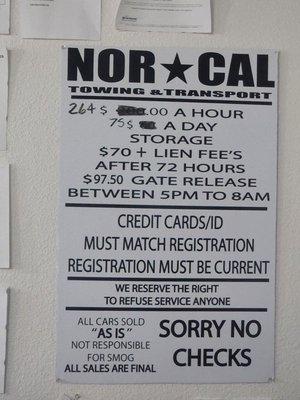 NOR★CAL
TOWING & TRANSPORT
264 $ .00 A HOUR
75 $ A DAY
STORAGE
$70 + LIEN FEE'S
AFTER 72 HOURS
$97.50 GATE RELEASE
BETWEEN 5PM TO 8AM
CREDIT CARDS/ID
MUST MATCH REGISTRATION
REGISTRATION MUST BE CURRENT
WE RESERVE THE RIGHT
TO REFUSE SERVICE ANYONE
ALL CARS SOLD
"AS IS"
NOT RESPONSIBLE
FOR SMOG
ALL SALES ARE FINAL
SORRY NO
CHECKS